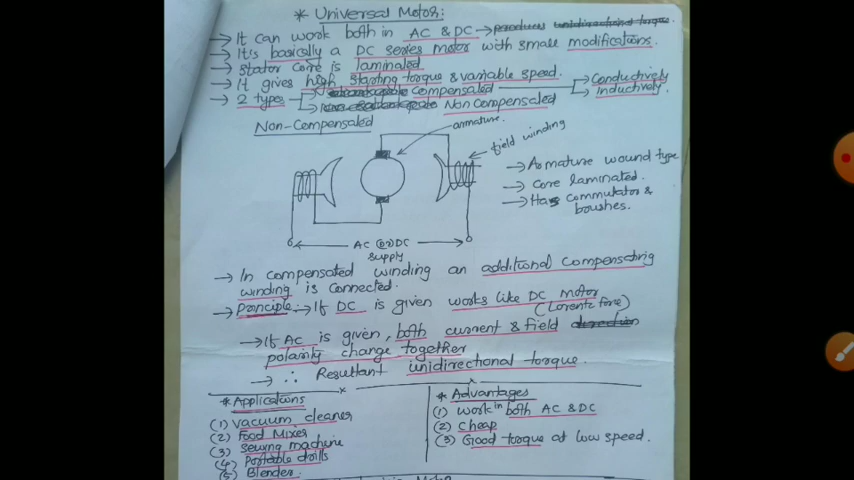 * Universal Motor:
→ It can work both in AC & DC → produces unidirectional torque.
→ It's basically a DC series motor with small modifications.
→ Stator core is laminated
→ It gives high starting torque & variable speed.
→ 2 types Compensated Conductively
Inductively.
Non Compensated
Non-Compensated
armature.
field winding
→ Armature wound type
→ Core laminated.
→ Has commutator &
brushes.
AC (or) DC
supply
→ In compensated winding an additional compensating
winding is connected.
→ Principle:→ If DC is given works like DC Motor
(Lorentz force)
→ If AC is given, both current & field direction
polarity change together
→ ∴ Resultant unidirectional torque.
* Applications
(1) Vacuum cleaner
(2) Food Mixer
(3) Sewing machine
(4) Portable drills
(5) Blender.
* Advantages
(1) Work in both AC & DC
(2) Cheap
(3) Good torque at low speed.